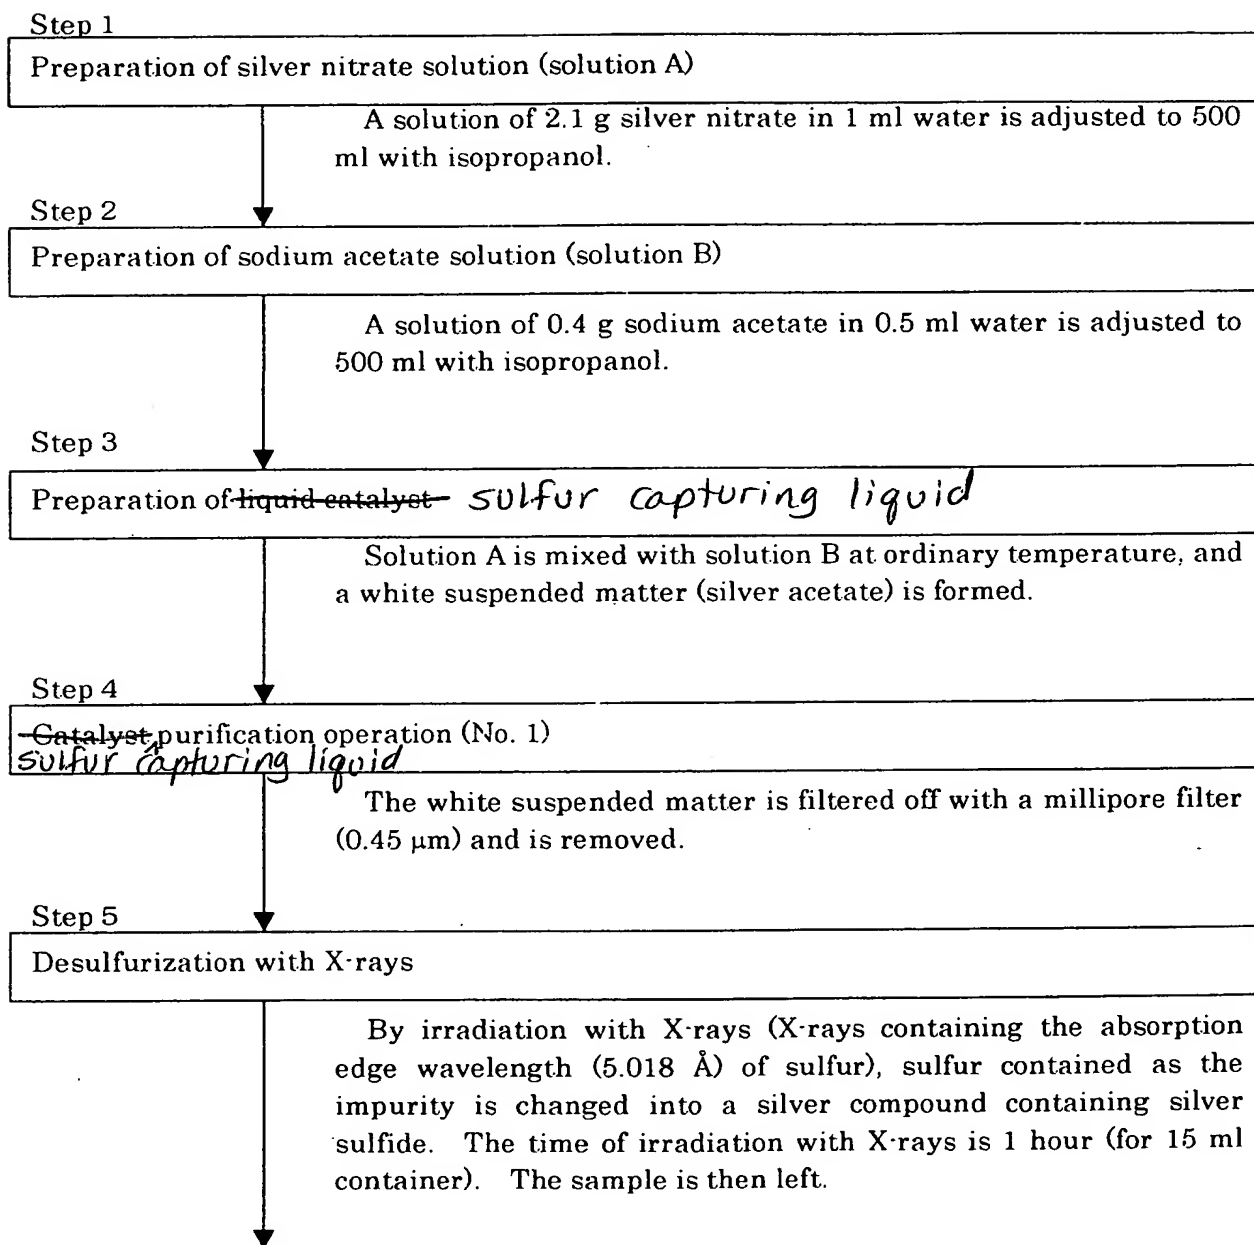 Step 1
Preparation of silver nitrate solution (solution A)
A solution of 2.1 g silver nitrate in 1 ml water is adjusted to 500
ml with isopropanol.
Step 2
Preparation of sodium acetate solution (solution B)
A solution of 0.4 g sodium acetate in 0.5 ml water is adjusted to
500 ml with isopropanol.
Step 3
Preparation of liquid catalyst sulfur capturing liquid
Solution A is mixed with solution B at ordinary temperature, and
a white suspended matter (silver acetate) is formed.
Step 4
Catalyst purification operation (No. 1)
sulfur capturing liquid
The white suspended matter is filtered off with a millipore filter
(0.45 μm) and is removed.
Step 5
Desulfurization with X-rays
By irradiation with X-rays (X-rays containing the absorption
edge wavelength (5.018 Å) of sulfur), sulfur contained as the
impurity is changed into a silver compound containing silver
sulfide. The time of irradiation with X-rays is 1 hour (for 15 ml
container). The sample is then left.